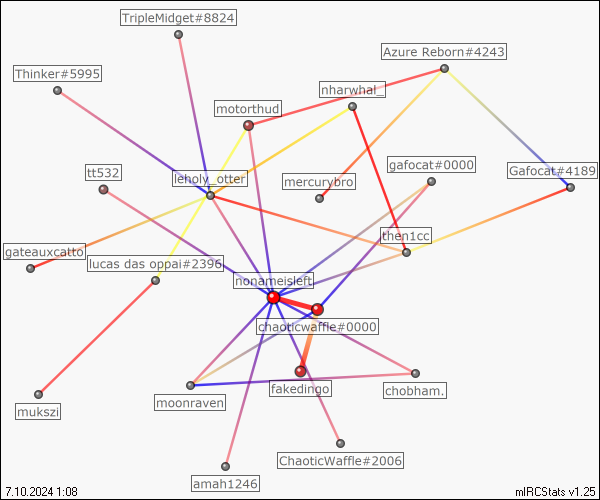 TripleMidget#8824
Azure Reborn#4243
Thinker#5995
nharwhal_
motorthud
gafocat#0000
tt532
leholy_otter
mercurybro
Gafocat#4189
then1cc
gateauxcatto
lucas das oppai#2396
nonameisleft
chaoticwaffle#0000
fakedingo
chobham.
moonraven
mukszi
ChaoticWaffle#2006
amah1246
7.10.2024 1:08
mIRCStats v1.25